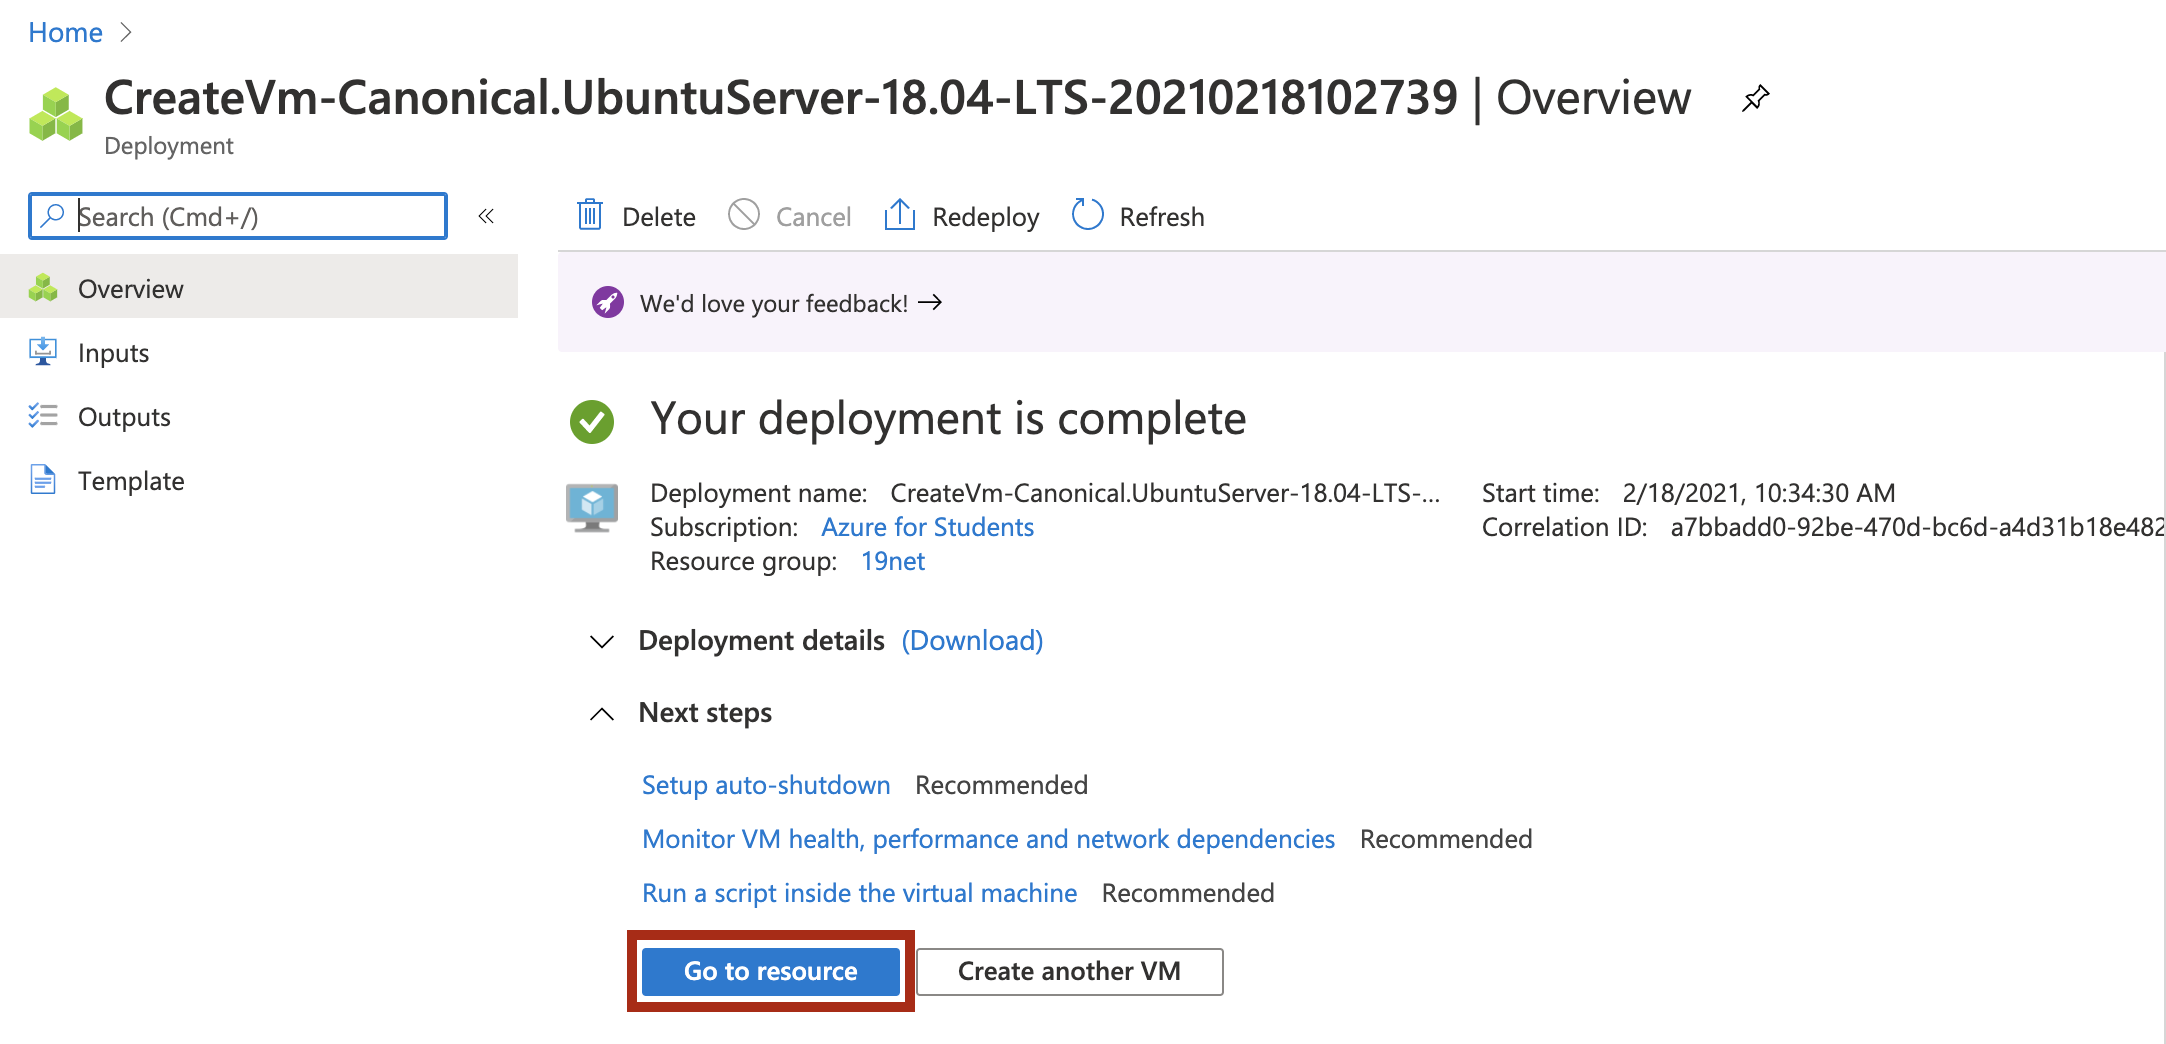 Home
CreateVm-Canonical.UbuntuServer-18.04-LTS-20210218102739 | Overview
Deployment
Search (Cmd+/)
«
Delete Cancel Redeploy Refresh
Overview
Inputs
Outputs
Template
We'd love your feedback! →
Your deployment is complete
Deployment name: CreateVm-Canonical.UbuntuServer-18.04-LTS-...
Subscription: Azure for Students
Resource group: 19net
Start time: 2/18/2021, 10:34:30 AM
Correlation ID: a7bbadd0-92be-470d-bc6d-a4d31b18e482
Deployment details (Download)
Next steps
Setup auto-shutdown Recommended
Monitor VM health, performance and network dependencies Recommended
Run a script inside the virtual machine Recommended
Go to resource Create another VM